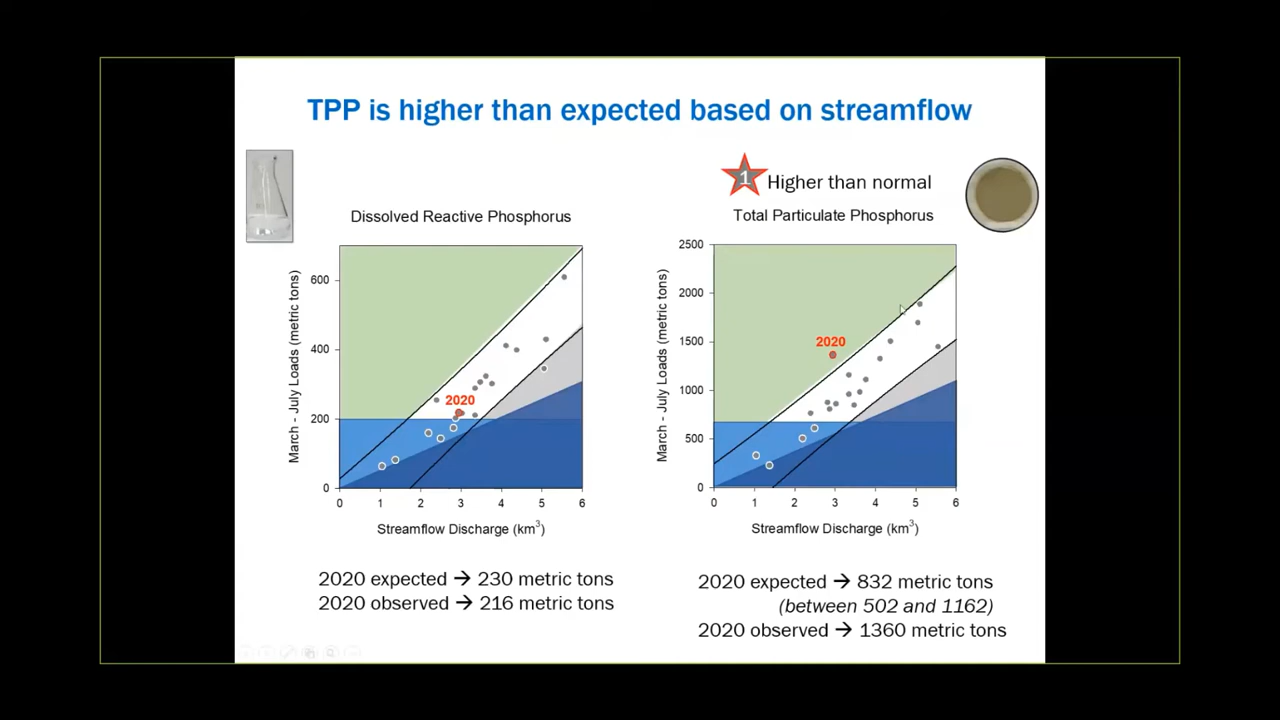 TPP is higher than expected based on streamflow
1
Higher than normal
Dissolved Reactive Phosphorus
March - July Loads (metric tons)
600
400
200
0
2020
0 1 2 3 4 5 6
Streamflow Discharge (km3)
2020 expected → 230 metric tons
2020 observed → 216 metric tons
Total Particulate Phosphorus
March - July Loads (metric tons)
2500
2000
1500
1000
500
0
2020
0 1 2 3 4 5 6
Streamflow Discharge (km3)
2020 expected → 832 metric tons
(between 502 and 1162)
2020 observed → 1360 metric tons